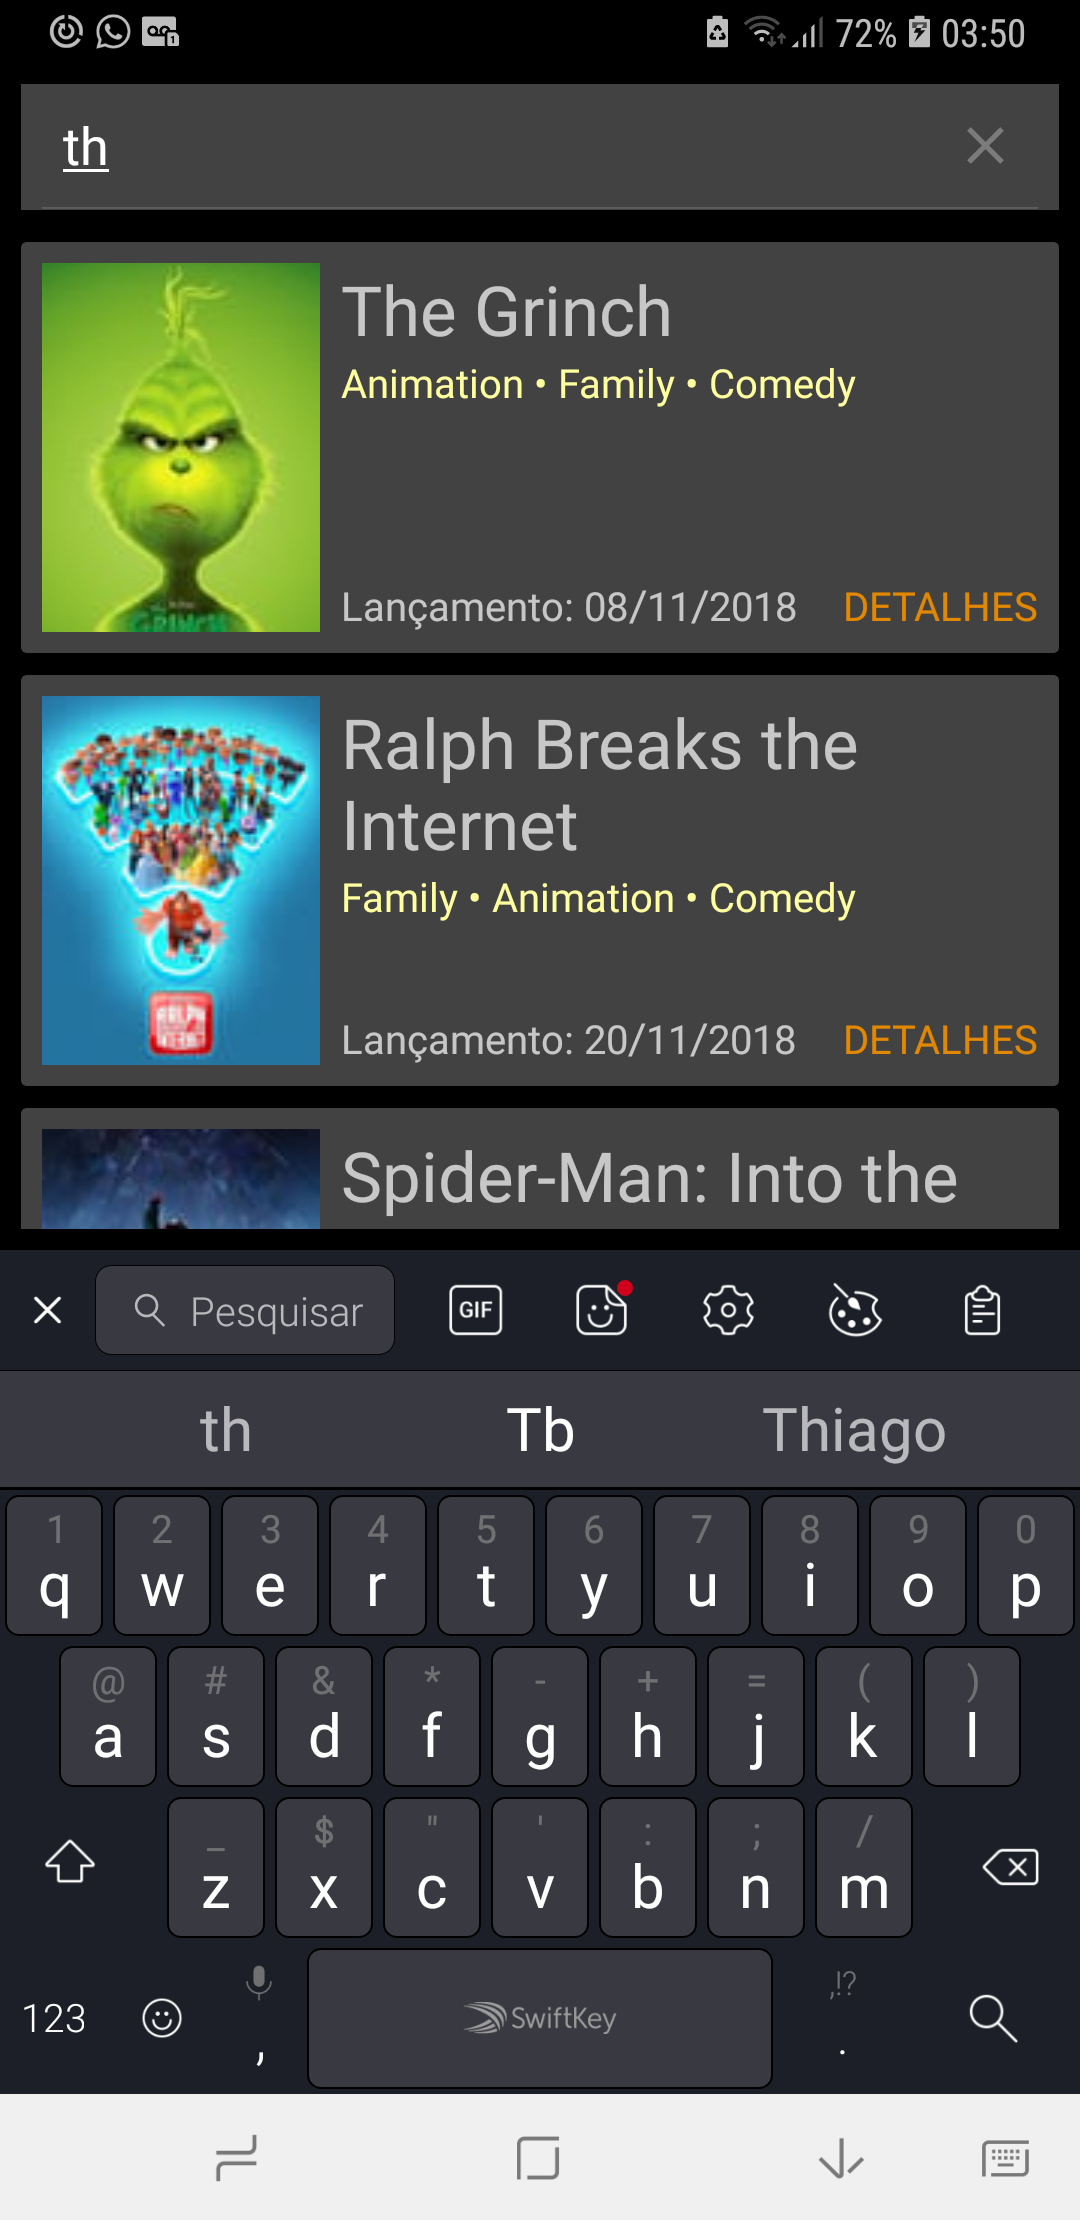 72% 03:50
th
The Grinch
Animation • Family • Comedy
Lançamento: 08/11/2018 DETALHES
GRINCH
Ralph Breaks the
Internet
Family • Animation • Comedy
Lançamento: 20/11/2018 DETALHES
RALPH
Spider-Man: Into the
Pesquisar GIF
th Tb Thiago
1 2 3 4 5 6 7 8 9 0
q w e r t y u i o p
@ # & * - + = ( )
a s d f g h j k l
_ $ " ' : ; /
z x c v b n m
,!?
123 , SwiftKey .